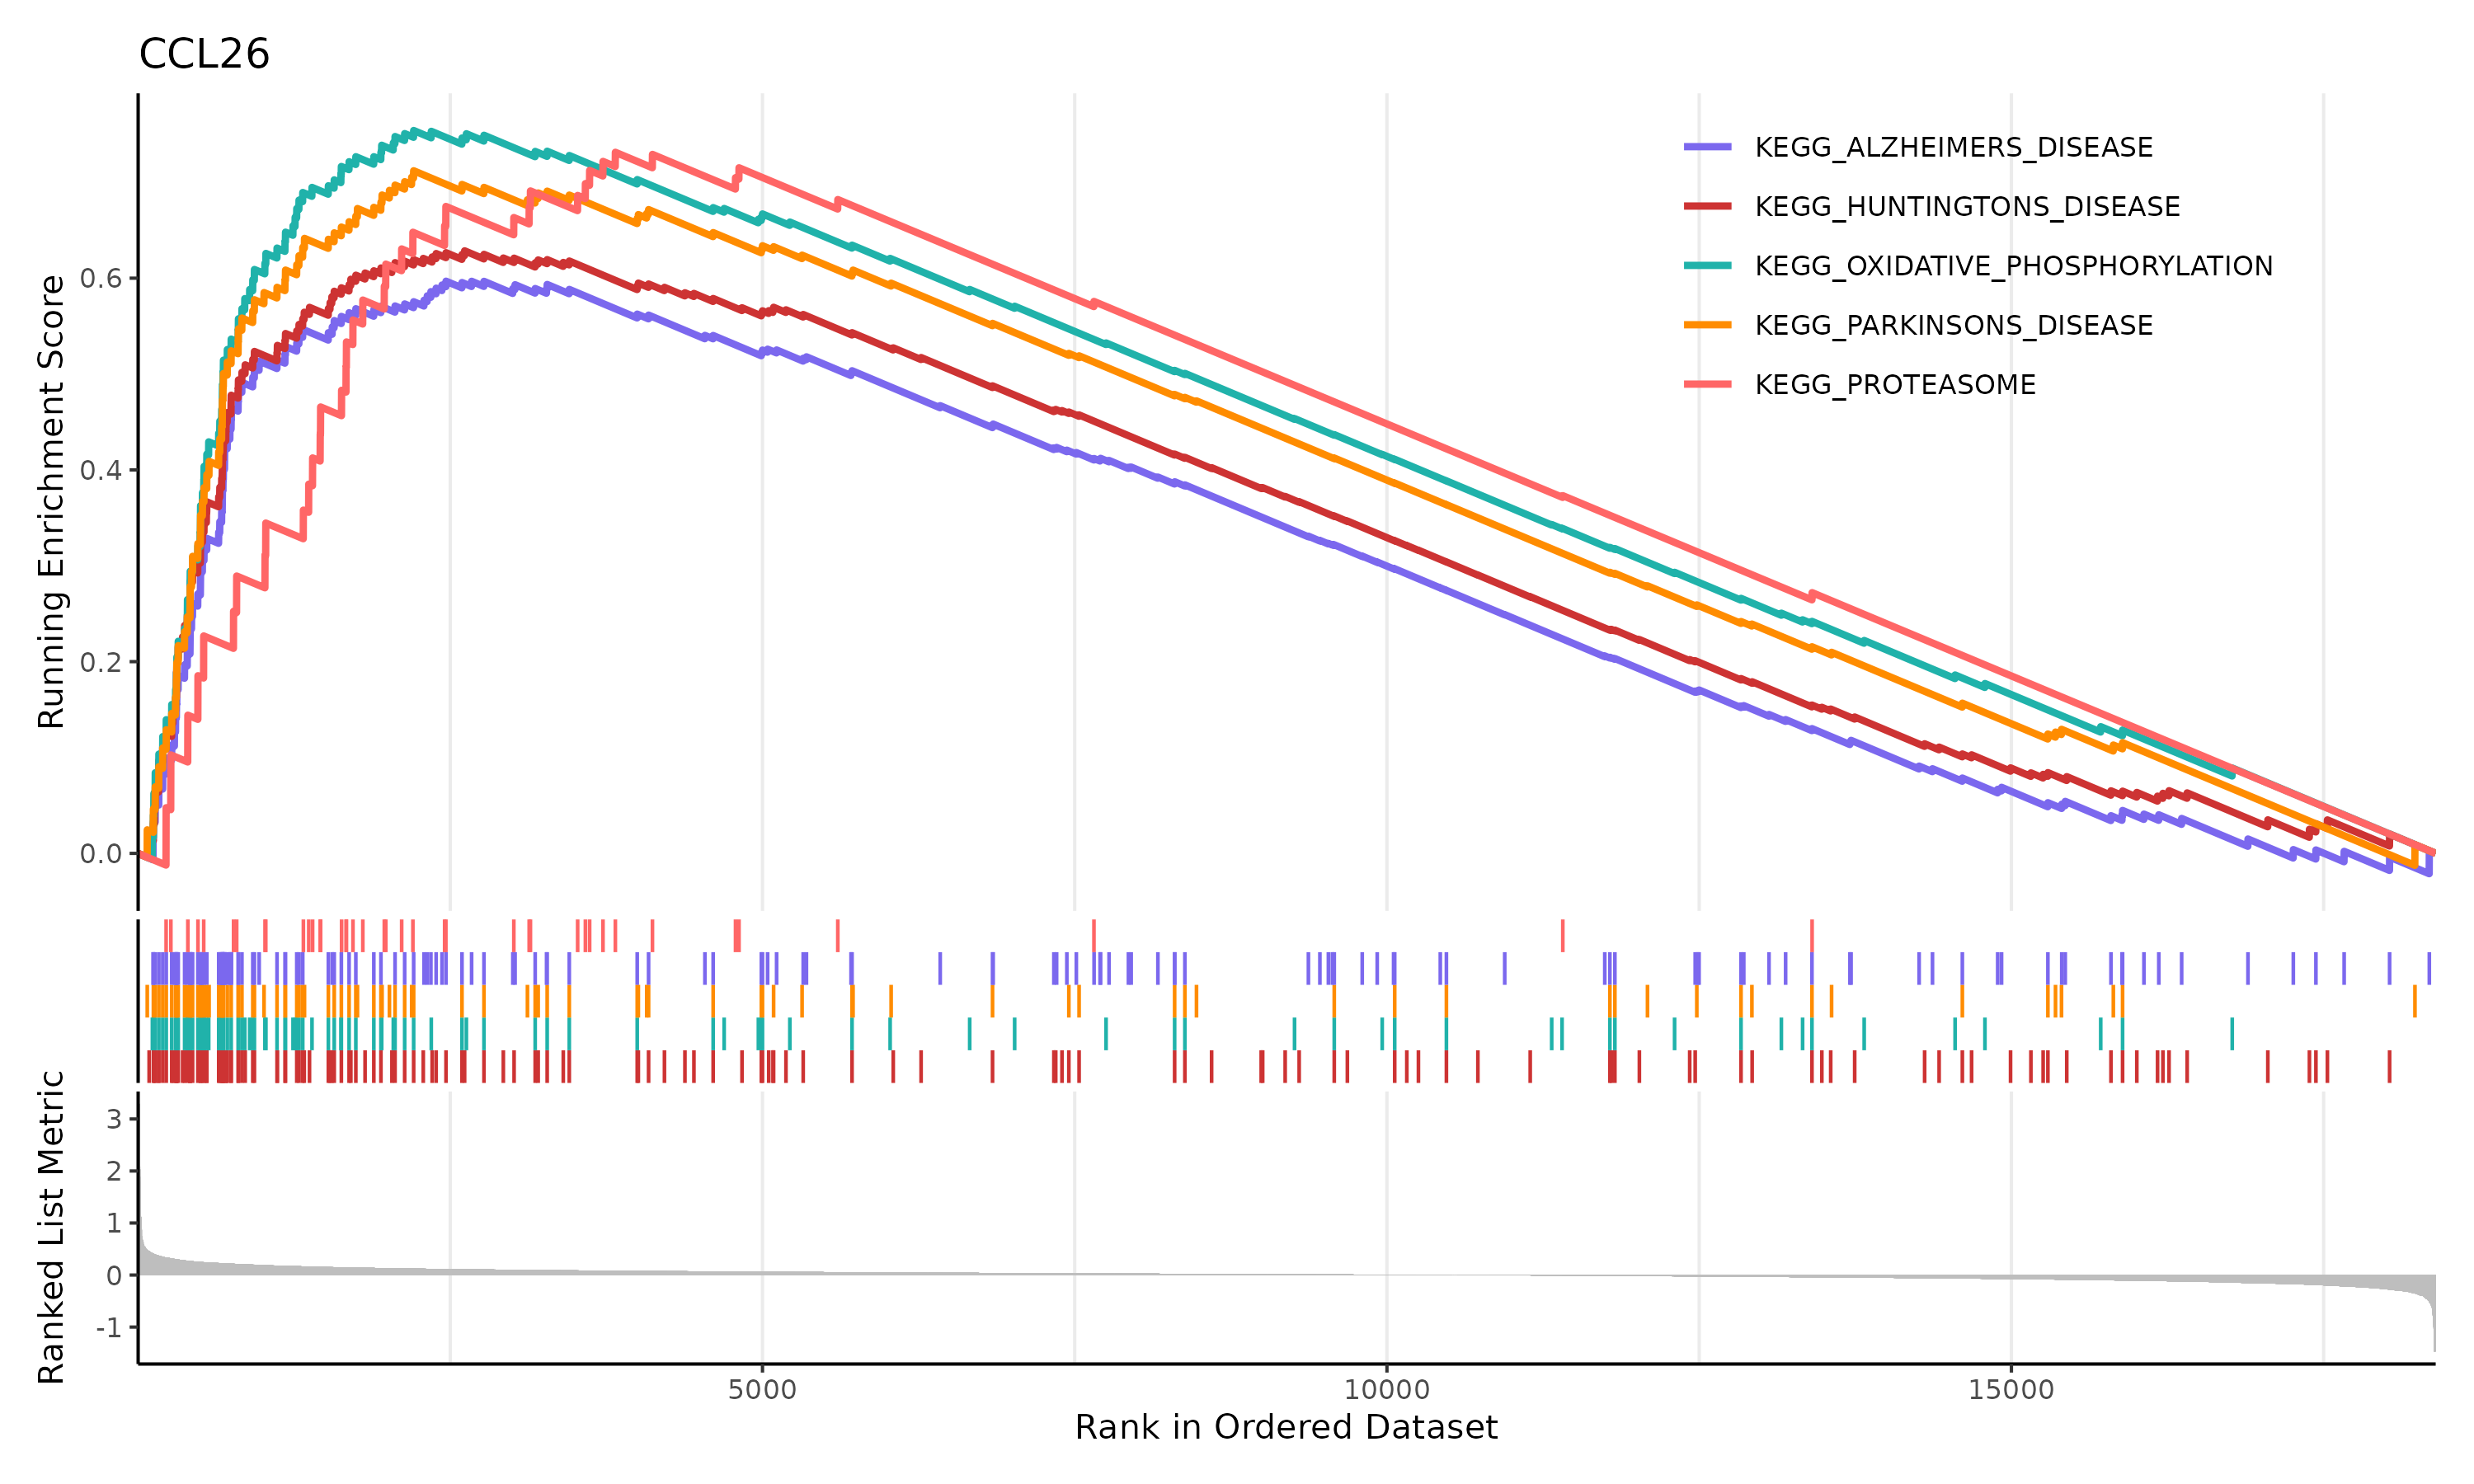 CCL26
Running Enrichment Score
0.6
0.4
0.2
0.0
KEGG_ALZHEIMERS_DISEASE
KEGG_HUNTINGTONS_DISEASE
KEGG_OXIDATIVE_PHOSPHORYLATION
KEGG_PARKINSONS_DISEASE
KEGG_PROTEASOME
Ranked List Metric
3
2
1
0
-1
5000 10000 15000
Rank in Ordered Dataset